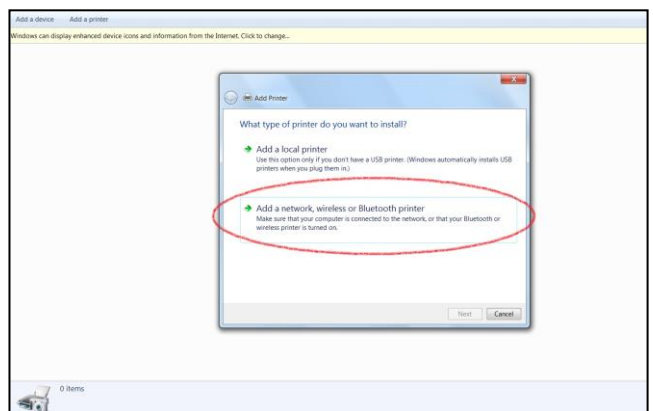 Add a device Add a printer
Windows can display enhanced device icons and information from the Internet. Click to change...
Add Printer
What type of printer do you want to install?
Add a local printer
Use this option only if you don't have a USB printer. (Windows automatically installs USB
printers when you plug them in.)
Add a network, wireless or Bluetooth printer
Make sure that your computer is connected to the network, or that your Bluetooth or
wireless printer is turned on.
Next Cancel
0 items